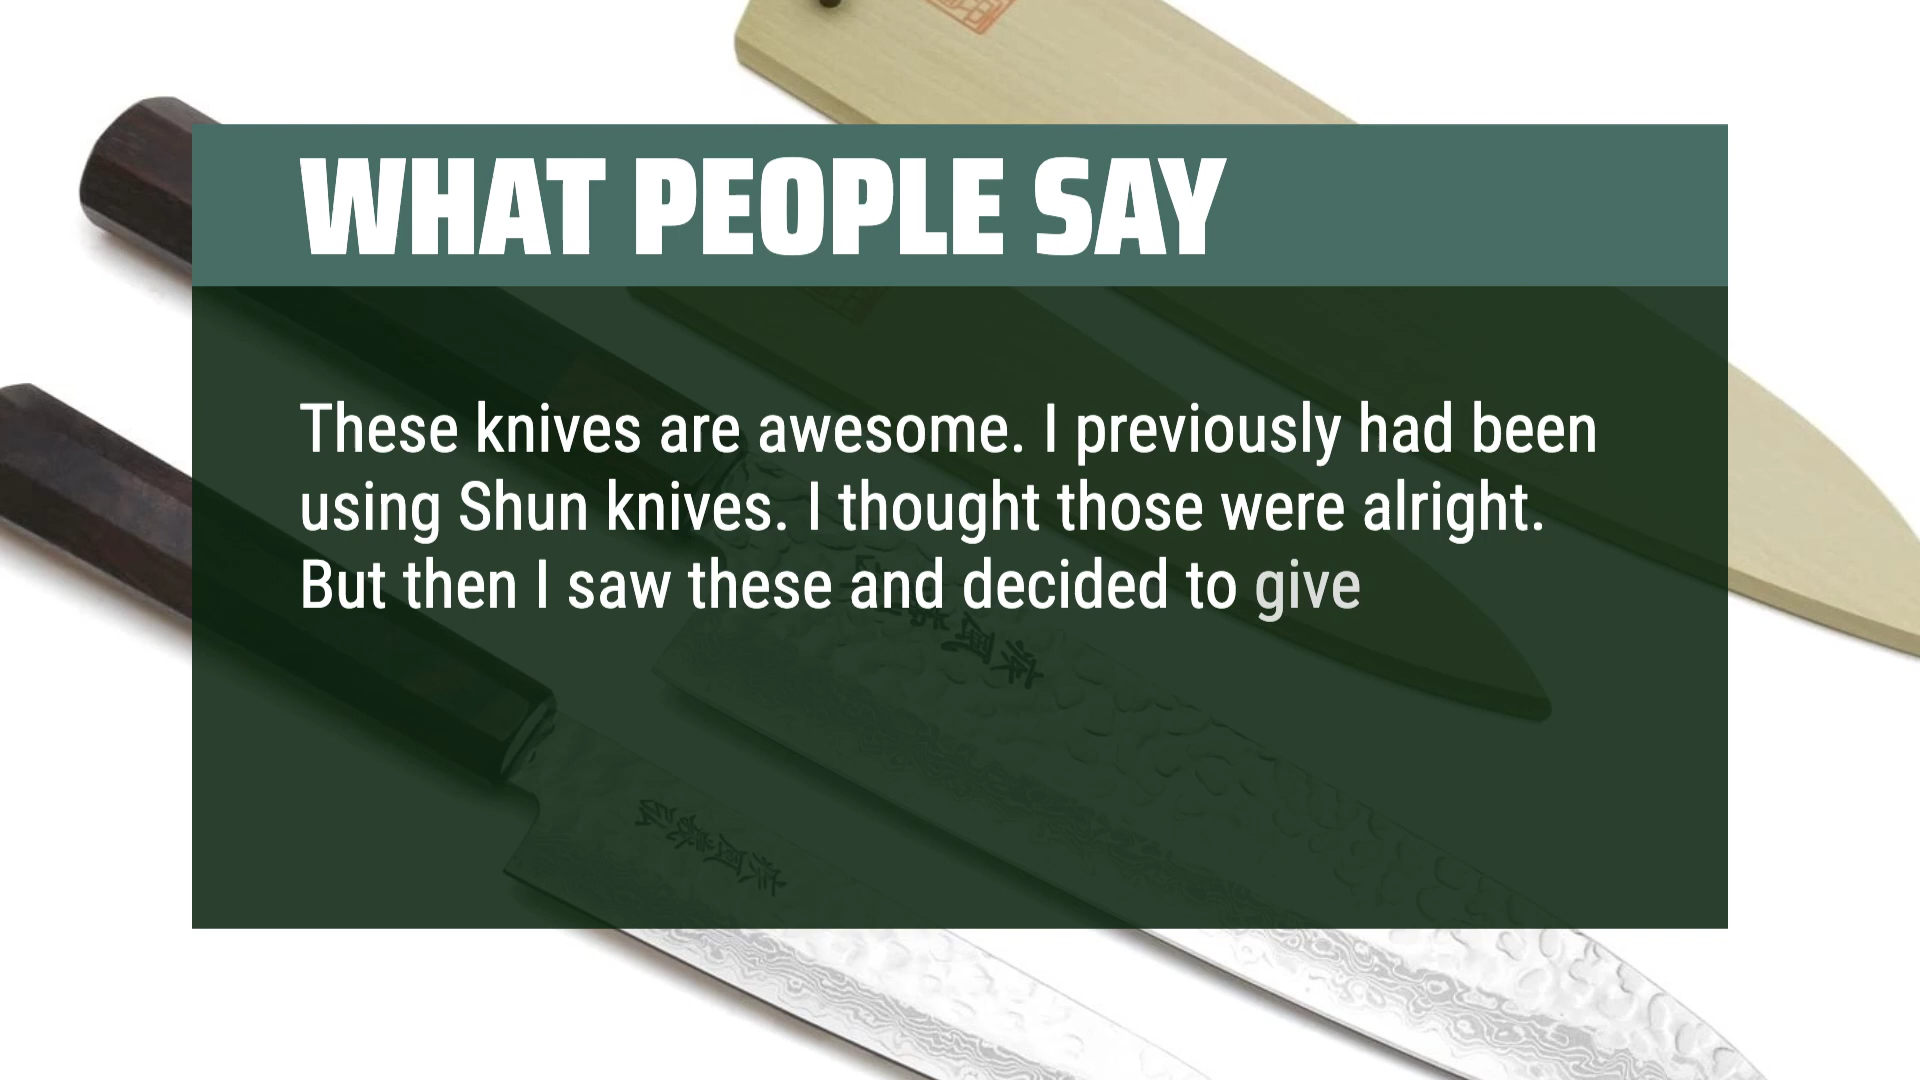 WHAT PEOPLE SAY
These knives are awesome. I previously had been
using Shun knives. I thought those were alright.
But then I saw these and decided to give